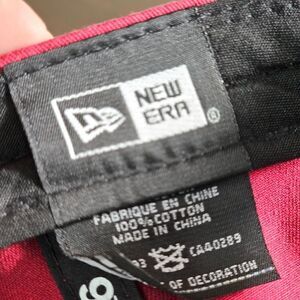 NEW
ERA
®
FABRIQUE EN CHINE
100%COTTON
MADE IN CHINA
CA40289
OF DECORATION